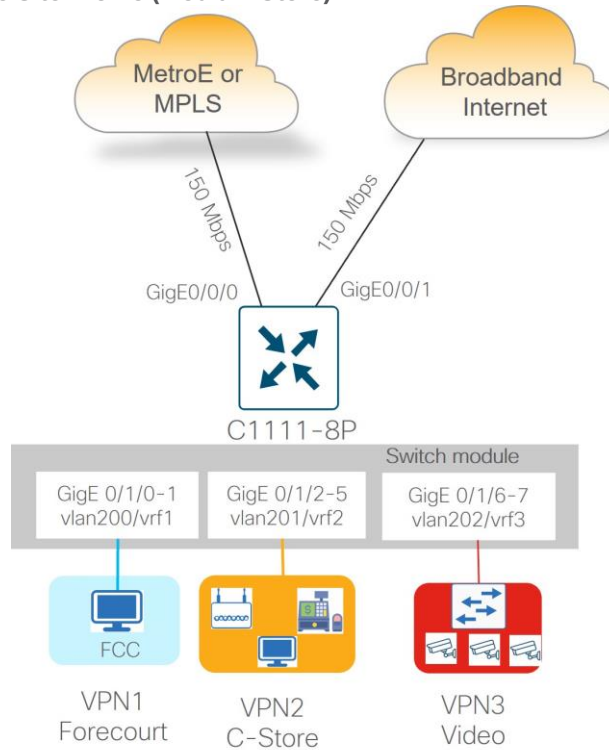 MetroE or
MPLS
Broadband
Internet
150 Mbps
150 Mbps
GigE0/0/0
GigE0/0/1
C1111-8P
Switch module
GigE 0/1/0-1
vlan200/vrf1
GigE 0/1/2-5
vlan201/vrf2
GigE 0/1/6-7
vlan202/vrf3
FCC
VPN1
Forecourt
VPN2
C-Store
VPN3
Video